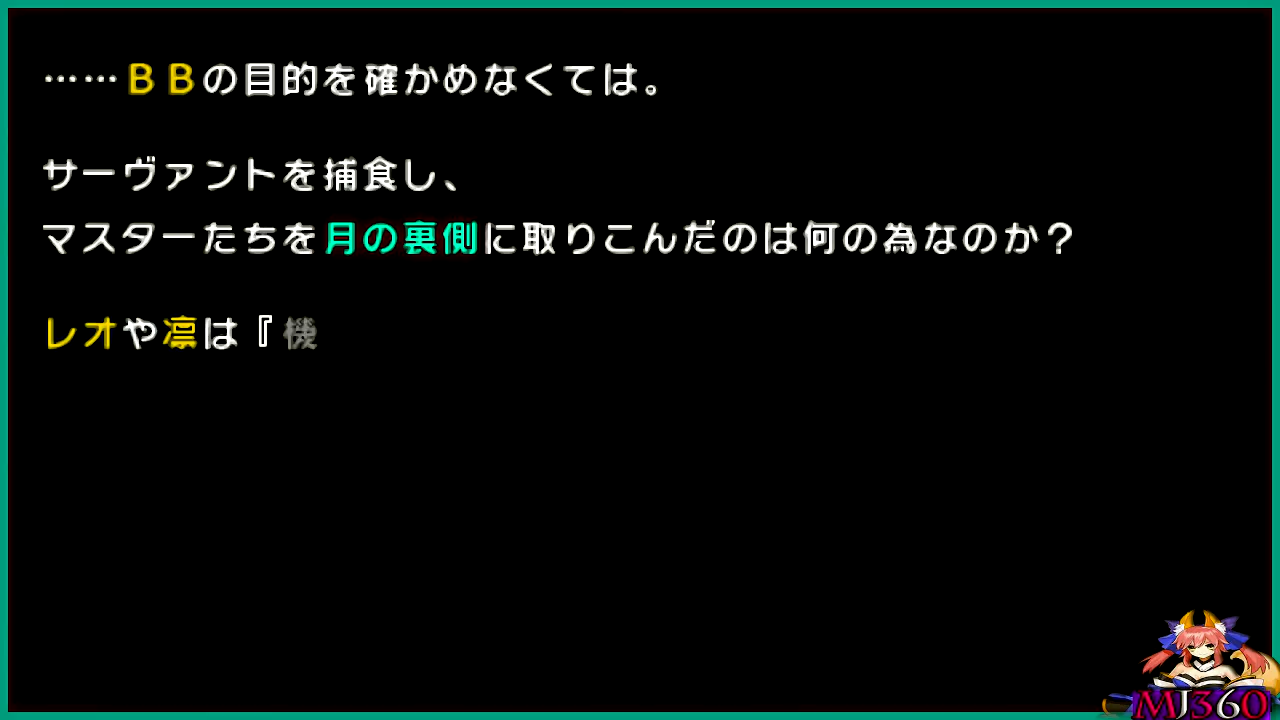 ……ＢＢの目的を確かめなくては。
サーヴァントを捕食し、
マスターたちを月の裏側に取りこんだのは何の為なのか？
レオや凛は『機
MJ360